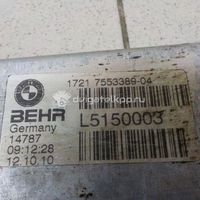 1721 7553389-04
BEHR
Germany
L5150003
14787
09:12:28
12.10.10